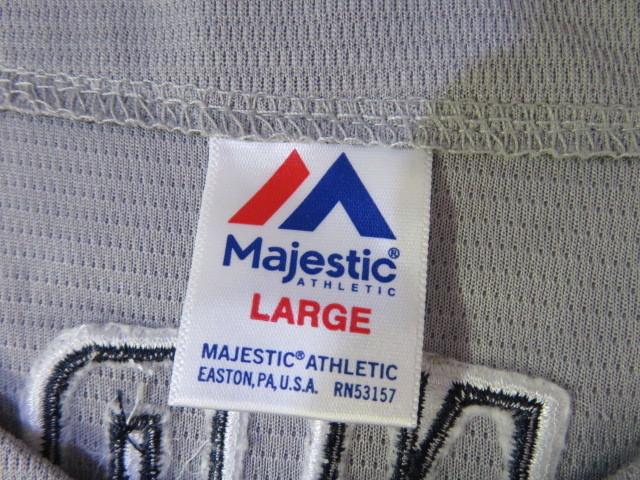 Majestic®
ATHLETIC
LARGE
MAJESTIC® ATHLETIC
EASTON, PA, U.S.A. RN53157